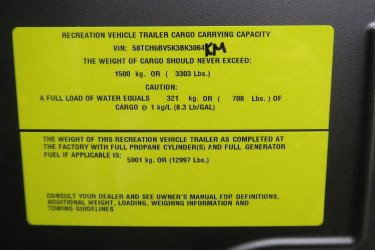 RECREATION VEHICLE TRAILER CARGO CARRYING CAPACITY
VIN: 58TCH6BV5K3BK3064 KM
THE WEIGHT OF CARGO SHOULD NEVER EXCEED:
1500 kg. OR ( 3303 Lbs.)
CAUTION:
A FULL LOAD OF WATER EQUALS 321 kg. OR ( 706 Lbs. ) OF
CARGO @ 1 kg/L (8.3 Lb/GAL)
THE WEIGHT OF THIS RECREATION VEHICLE TRAILER AS COMPLETED AT
THE FACTORY WITH FULL PROPANE CYLINDER(S) AND FULL GENERATOR
FUEL IF APPLICABLE IS:
5901 kg. OR (12997 Lbs.)
CONSULT YOUR DEALER AND SEE OWNER'S MANUAL FOR DEFINITIONS,
ADDITIONAL WEIGHT, LOADING, WEIGHING INFORMATION AND
TOWING GUIDELINES